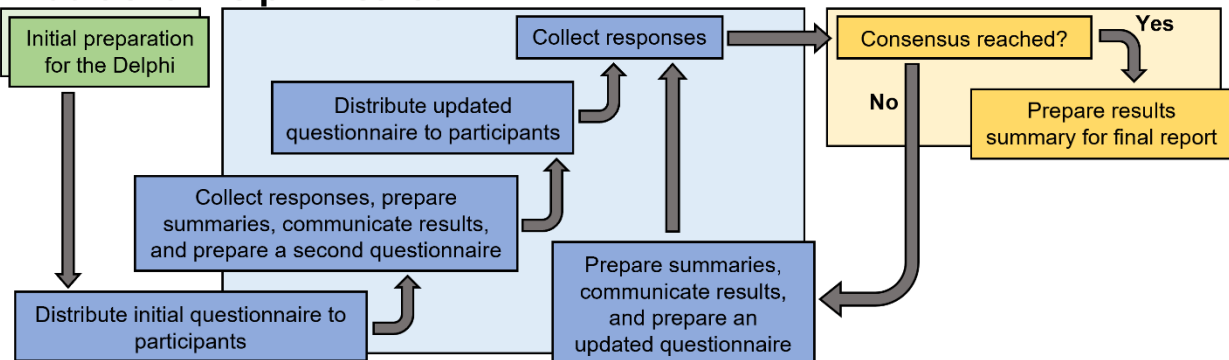 Initial preparation
for the Delphi
Distribute initial questionnaire to
participants
Collect responses, prepare
summaries, communicate results,
and prepare a second questionnaire
Distribute updated
questionnaire to participants
Collect responses
Consensus reached?
Yes
Prepare results
summary for final report
No
Prepare summaries,
communicate results,
and prepare an
updated questionnaire